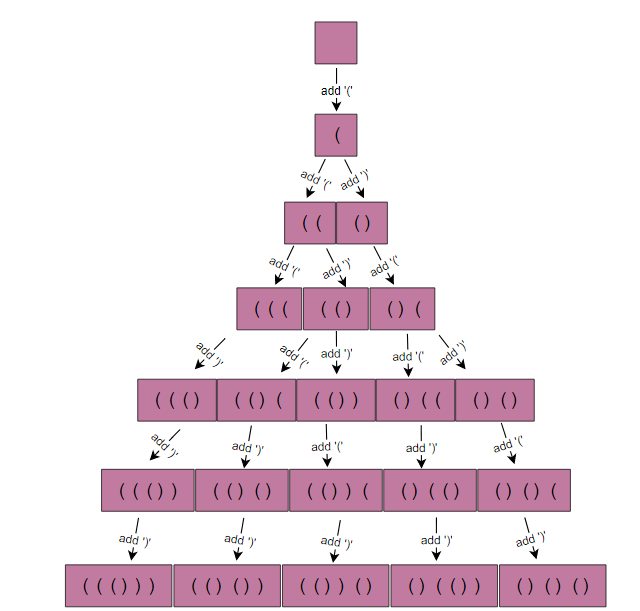 add '('
(
add '(' add ')'
( ( ( )
add '(' add ')' add '('
( ( ( ( ( ) ( ) (
add ')' add '(' add ')' add '(' add ')'
( ( ( ) ( ( ) ( ( ( ) ) ( ) ( ( ( ) ( )
add ')' add ')' add '(' add ')' add '('
( ( ( ) ) ( ( ) ( ) ( ( ) ) ( ( ) ( ( ) ( ) ( ) (
add ')' add ')' add ')' add ')' add ')'
( ( ( ) ) ) ( ( ) ( ) ) ( ( ) ) ( ) ( ) ( ( ) ) ( ) ( ) ( )